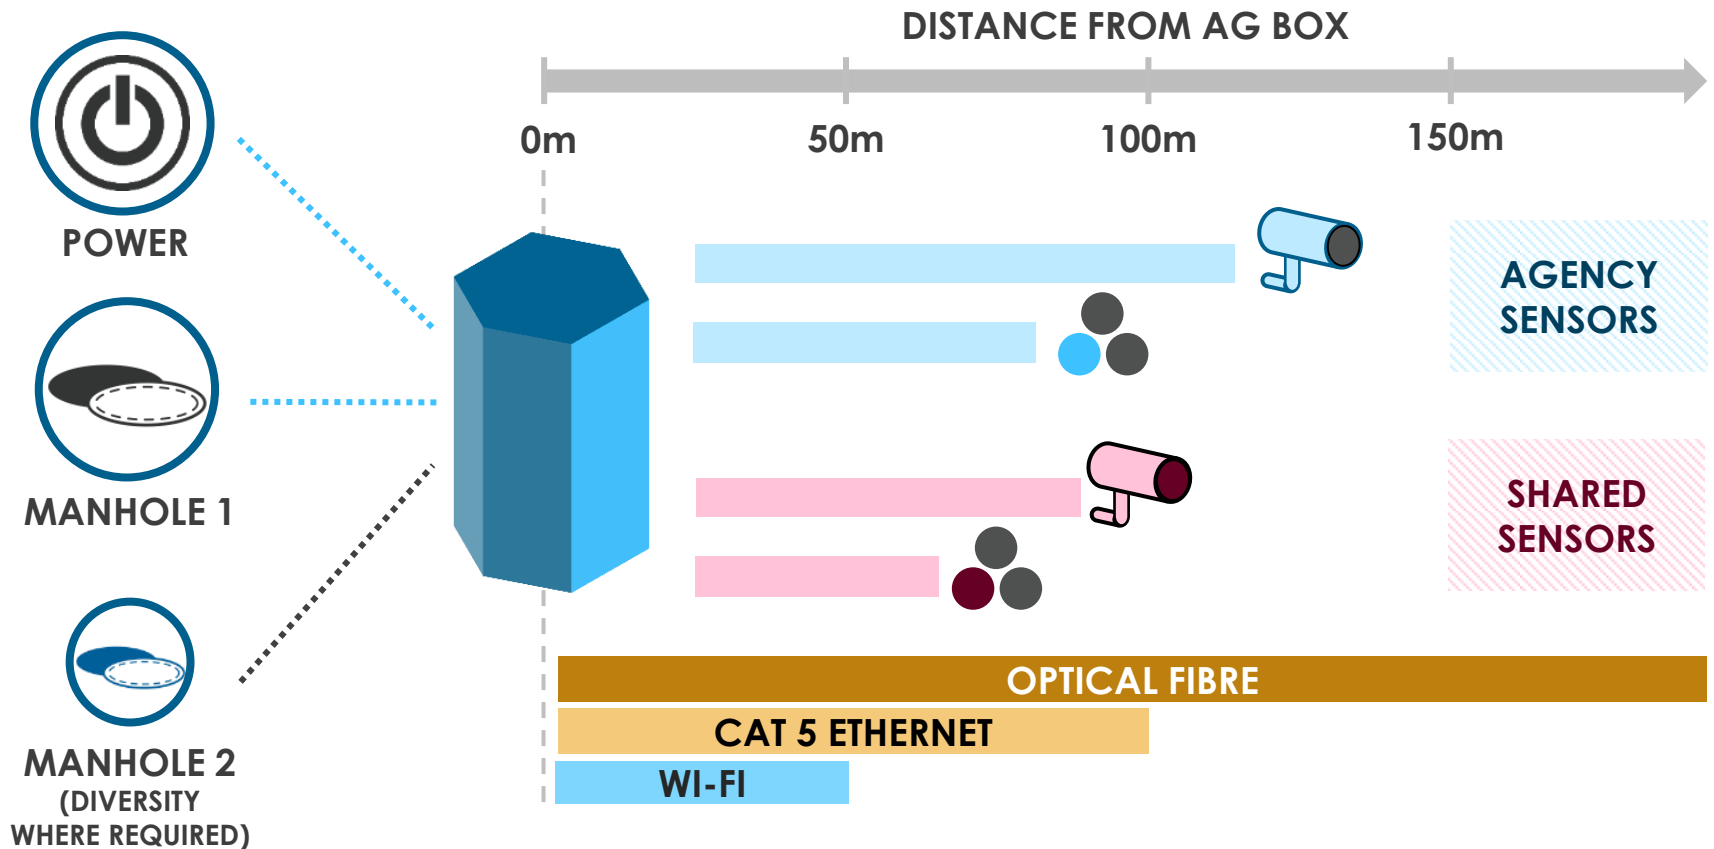 DISTANCE FROM AG BOX
0m
50m
100m
150m
POWER
MANHOLE 1
MANHOLE 2
(DIVERSITY
WHERE REQUIRED)
AGENCY
SENSORS
SHARED
SENSORS
OPTICAL FIBRE
CAT 5 ETHERNET
WI-FI